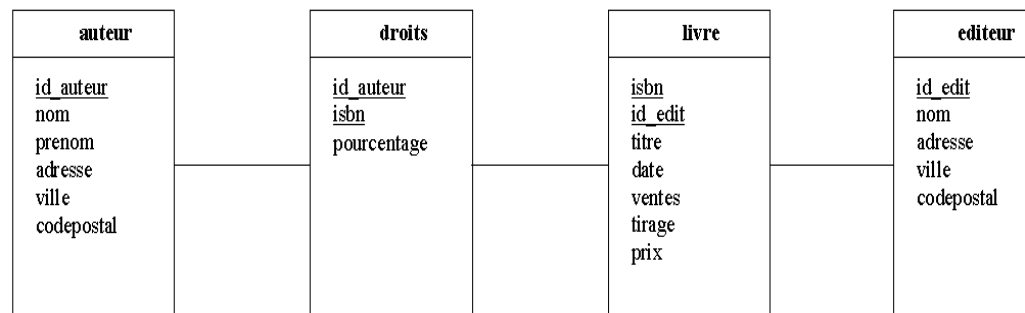 auteur
id_auteur
nom
prenom
adresse
ville
codepostal
droits
id_auteur
isbn
pourcentage
livre
isbn
id_edit
titre
date
ventes
tirage
prix
editeur
id_edit
nom
adresse
ville
codepostal